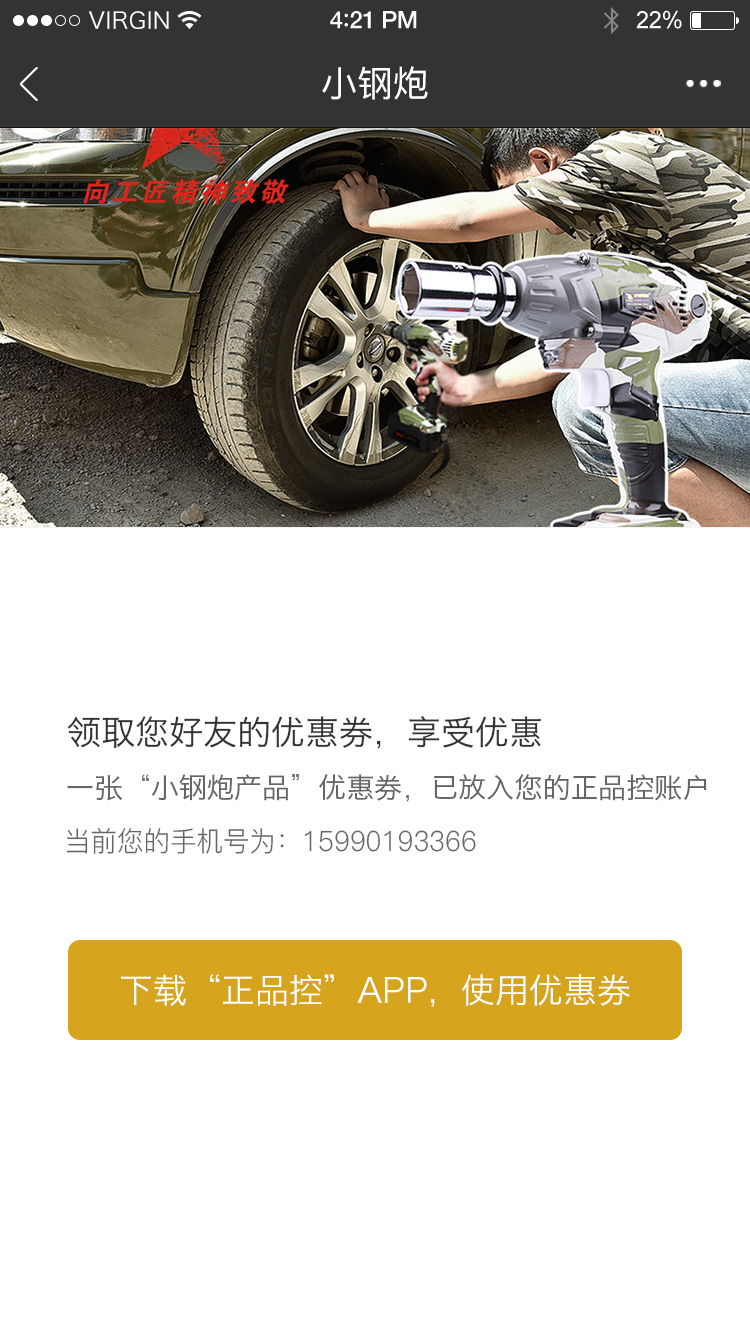 VIRGIN 4:21 PM 22%
小钢炮
向工匠精神致敬
领取您好友的优惠券，享受优惠
一张“小钢炮产品”优惠券，已放入您的正品控账户
当前您的手机号为：15990193366
下载“正品控”APP，使用优惠券